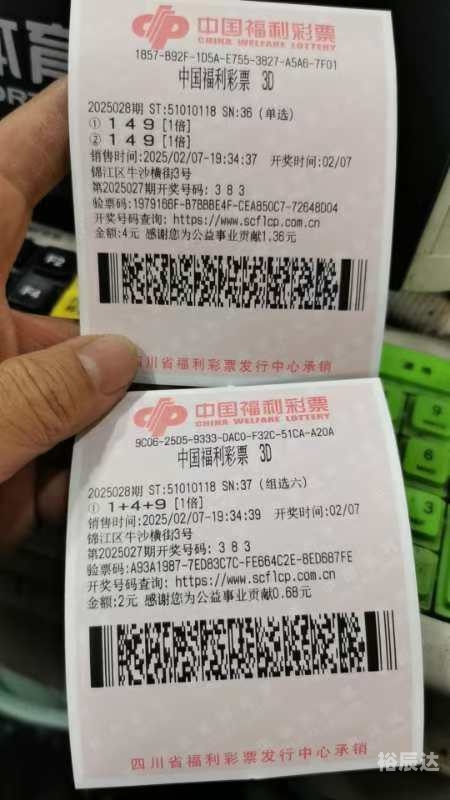 体育
ORT
中国福利彩票
CHINA WELFARE LOTTERY
1857-B92F-1D5A-E755-3827-A5A6-7F01
中国福利彩票 3D
2025028期 ST:51010118 SN:36 (单选)
① 1 4 9 [1倍]
② 1 4 9 [1倍]
销售时间:2025/02/07-19:34:37 开奖时间:02/07
锦江区牛沙横街3号
第2025027期开奖号码: 3 8 3
验票码:1979166F-B7BBBE4F-CEA850C7-72648D04
开奖号码查询: https://www.scflcp.com.cn
金额:4元 感谢您为公益事业贡献1.36元
四川省福利彩票发行中心承销
中国福利彩票
CHINA WELFARE LOTTERY
9C06-25D5-9333-DAC0-F32C-51CA-A20A
中国福利彩票 3D
2025028期 ST:51010118 SN:37 (组选六)
① 1+4+9 [1倍]
销售时间:2025/02/07-19:34:39 开奖时间:02/07
锦江区牛沙横街3号
第2025027期开奖号码: 3 8 3
验票码:A93A1987-7ED83C7C-FE664C2E-8ED687FE
开奖号码查询: https://www.scflcp.com.cn
金额:2元 感谢您为公益事业贡献0.68元
四川省福利彩票发行中心承销
F4
9
6
3
裕辰达